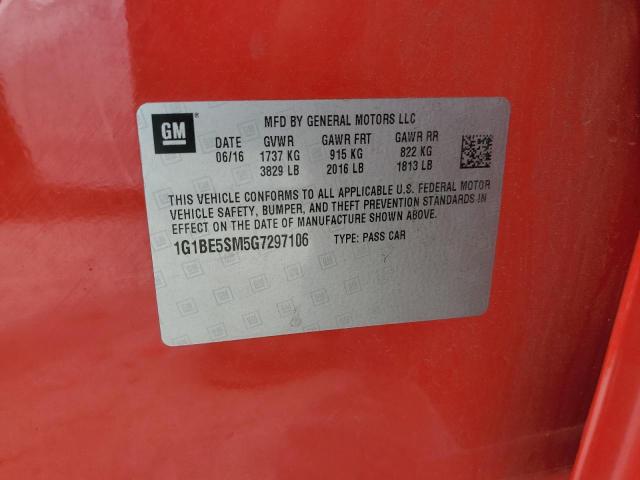 GM ®
MFD BY GENERAL MOTORS LLC
DATE GVWR GAWR FRT GAWR RR
06/16 1737 KG 915 KG 822 KG
3829 LB 2016 LB 1813 LB
THIS VEHICLE CONFORMS TO ALL APPLICABLE U.S. FEDERAL MOTOR
VEHICLE SAFETY, BUMPER, AND THEFT PREVENTION STANDARDS IN
EFFECT ON THE DATE OF MANUFACTURE SHOWN ABOVE.
1G1BE5SM5G7297106 TYPE: PASS CAR